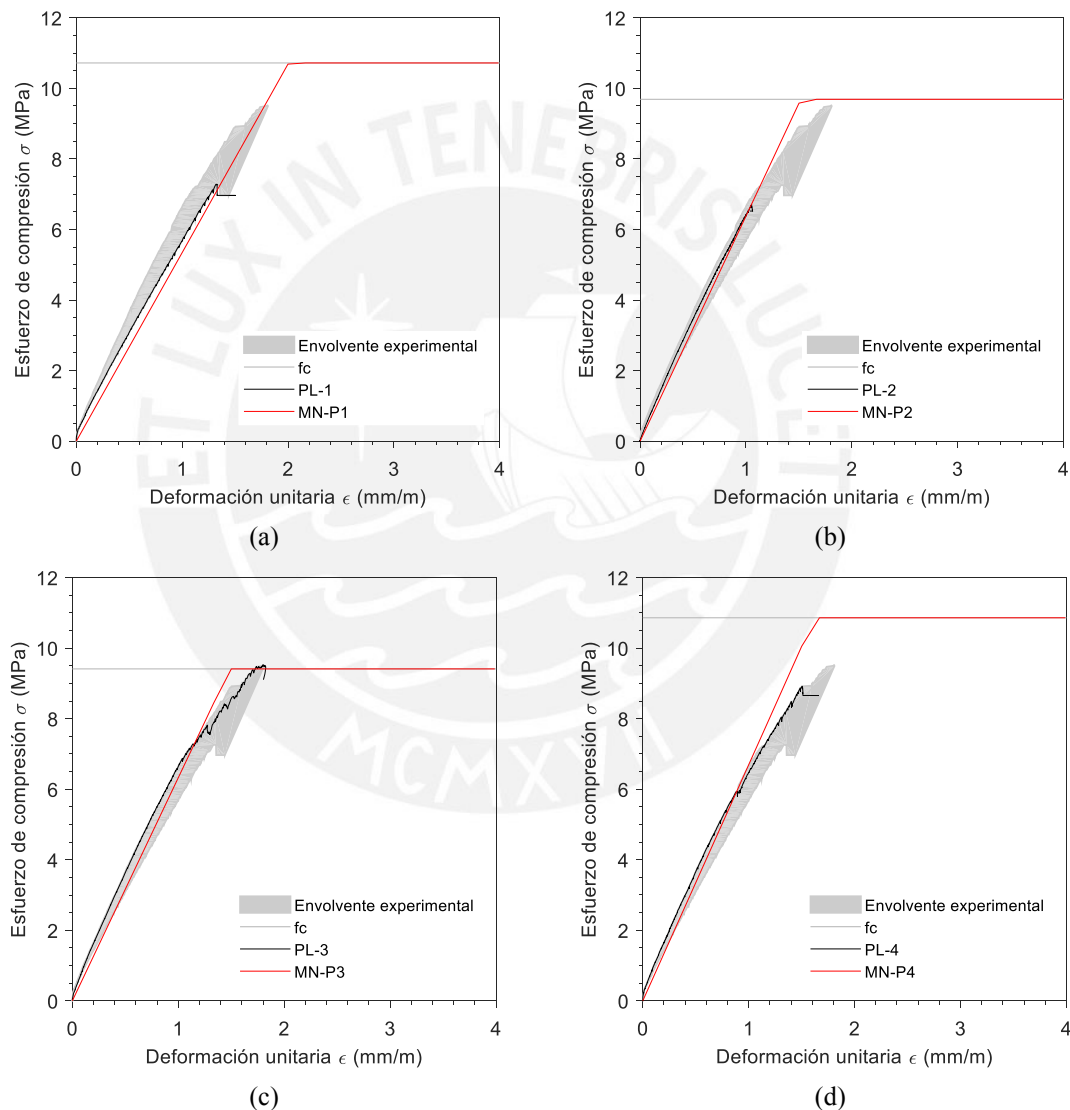 12
10
8
6
4
2
0
Esfuerzo de compresión σ (MPa)
Envolvente experimental
fc
PL-1
MN-P1
0 1 2 3 4
Deformación unitaria ϵ (mm/m)
(a)
12
10
8
6
4
2
0
Esfuerzo de compresión σ (MPa)
Envolvente experimental
fc
PL-2
MN-P2
0 1 2 3 4
Deformación unitaria ϵ (mm/m)
(b)
12
10
8
6
4
2
0
Esfuerzo de compresión σ (MPa)
Envolvente experimental
fc
PL-3
MN-P3
0 1 2 3 4
Deformación unitaria ϵ (mm/m)
(c)
12
10
8
6
4
2
0
Esfuerzo de compresión σ (MPa)
Envolvente experimental
fc
PL-4
MN-P4
0 1 2 3 4
Deformación unitaria ϵ (mm/m)
(d)
ET LUX IN TENEBRIS LUCET
MCMXVII